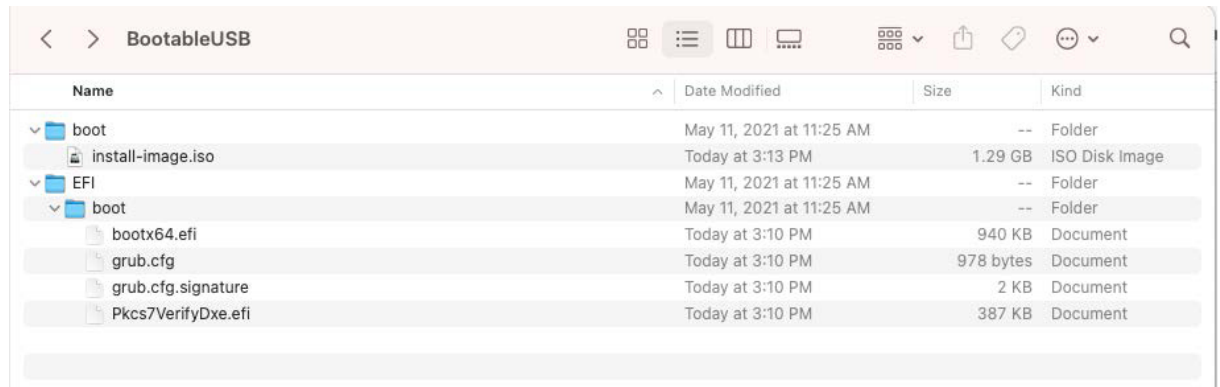 BootableUSB
Name Date Modified Size Kind
boot May 11, 2021 at 11:25 AM -- Folder
install-image.iso Today at 3:13 PM 1.29 GB ISO Disk Image
EFI May 11, 2021 at 11:25 AM -- Folder
boot May 11, 2021 at 11:25 AM -- Folder
bootx64.efi Today at 3:10 PM 940 KB Document
grub.cfg Today at 3:10 PM 978 bytes Document
grub.cfg.signature Today at 3:10 PM 2 KB Document
Pkcs7VerifyDxe.efi Today at 3:10 PM 387 KB Document